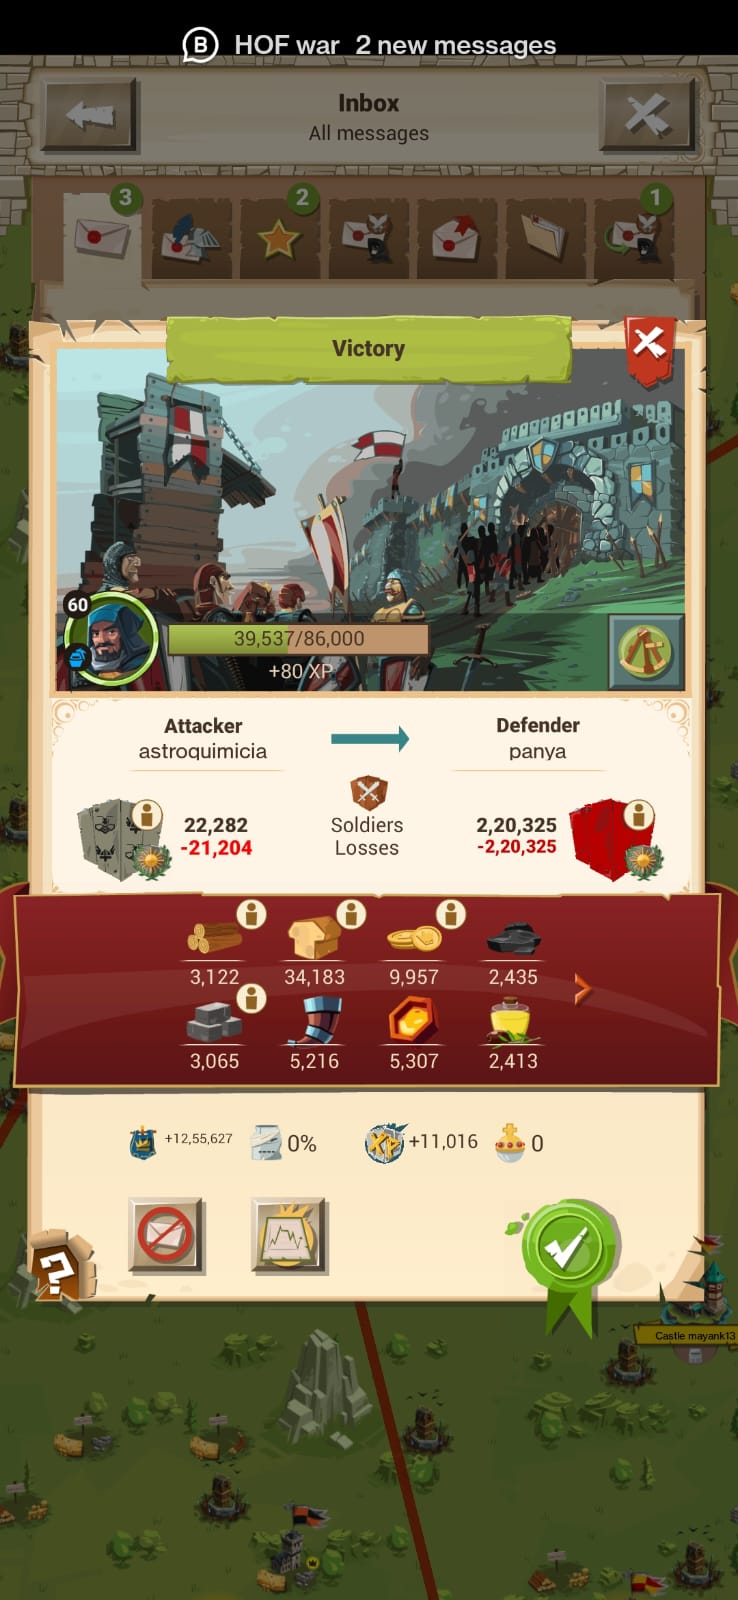 HOF war 2 new messages
Inbox
All messages
3
2
1
Victory
60
39,537/86,000
+80 XP
Attacker
astroquimicia
Defender
panya
22,282
-21,204
Soldiers
Losses
2,20,325
-2,20,325
3,122
34,183
9,957
2,435
3,065
5,216
5,307
2,413
+12,55,627
0%
XP
+11,016
0
?
Castle mayank13